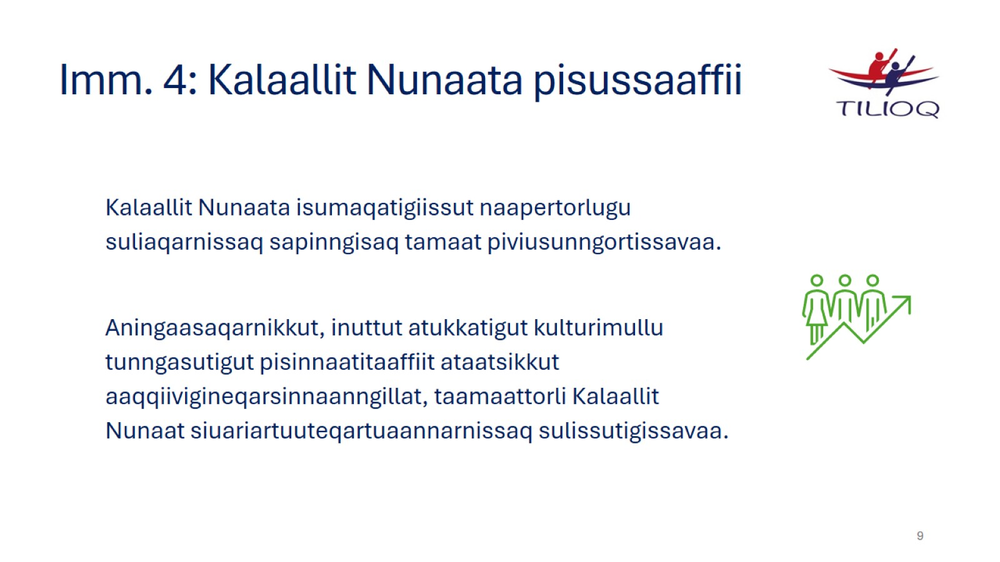 Imm. 4: Kalaallit Nunaata pisussaaffii
TILIOQ
Kalaallit Nunaata isumaqatigiissut naapertorlugu
suliaqarnissaq sapinngisaq tamaat piviusunngortissavaa.
Aningaasaqarnikkut, inuttut atukkatigut kulturimullu
tunngasutigut pisinnaatitaaffiit ataatsikkut
aaqqiivigineqarsinnaanngillat, taamaattorli Kalaallit
Nunaat siuariartuuteqartuaannarnissaq sulissutigissavaa.
9